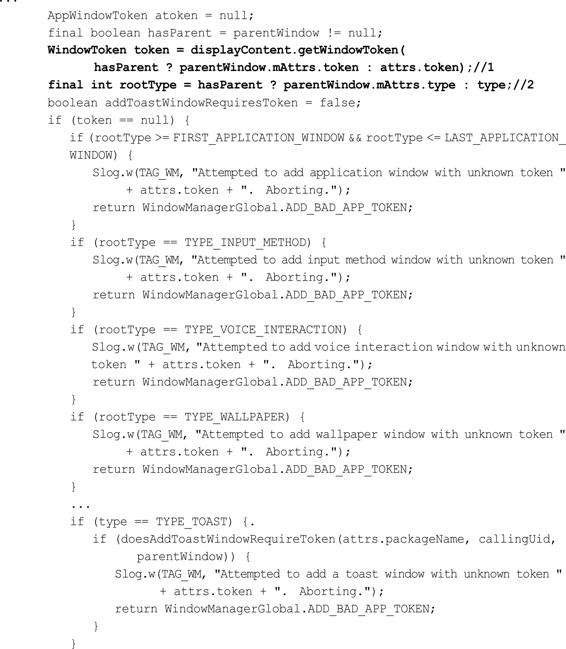 ...
AppWindowToken atoken = null;
final boolean hasParent = parentWindow != null;
WindowToken token = displayContent.getWindowToken(
hasParent ? parentWindow.mAttrs.token : attrs.token);//1
final int rootType = hasParent ? parentWindow.mAttrs.type : type;//2
boolean addToastWindowRequiresToken = false;
if (token == null) {
if (rootType >= FIRST_APPLICATION_WINDOW && rootType <= LAST_APPLICATION_
WINDOW) {
Slog.w(TAG_WM, "Attempted to add application window with unknown token "
+ attrs.token + ". Aborting.");
return WindowManagerGlobal.ADD_BAD_APP_TOKEN;
}
if (rootType == TYPE_INPUT_METHOD) {
Slog.w(TAG_WM, "Attempted to add input method window with unknown token "
+ attrs.token + ". Aborting.");
return WindowManagerGlobal.ADD_BAD_APP_TOKEN;
}
if (rootType == TYPE_VOICE_INTERACTION) {
Slog.w(TAG_WM, "Attempted to add voice interaction window with unknown
token " + attrs.token + ". Aborting.");
return WindowManagerGlobal.ADD_BAD_APP_TOKEN;
}
if (rootType == TYPE_WALLPAPER) {
Slog.w(TAG_WM, "Attempted to add wallpaper window with unknown token "
+ attrs.token + ". Aborting.");
return WindowManagerGlobal.ADD_BAD_APP_TOKEN;
}
...
if (type == TYPE_TOAST) {.
if (doesAddToastWindowRequireToken(attrs.packageName, callingUid,
parentWindow)) {
Slog.w(TAG_WM, "Attempted to add a toast window with unknown token "
+ attrs.token + ". Aborting.");
return WindowManagerGlobal.ADD_BAD_APP_TOKEN;
}
}